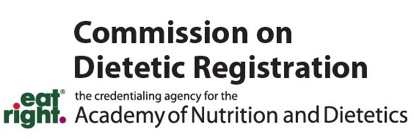 Commission on
Dietetic Registration
eat
right.
®
the credentialing agency for the
Academy of Nutrition and Dietetics